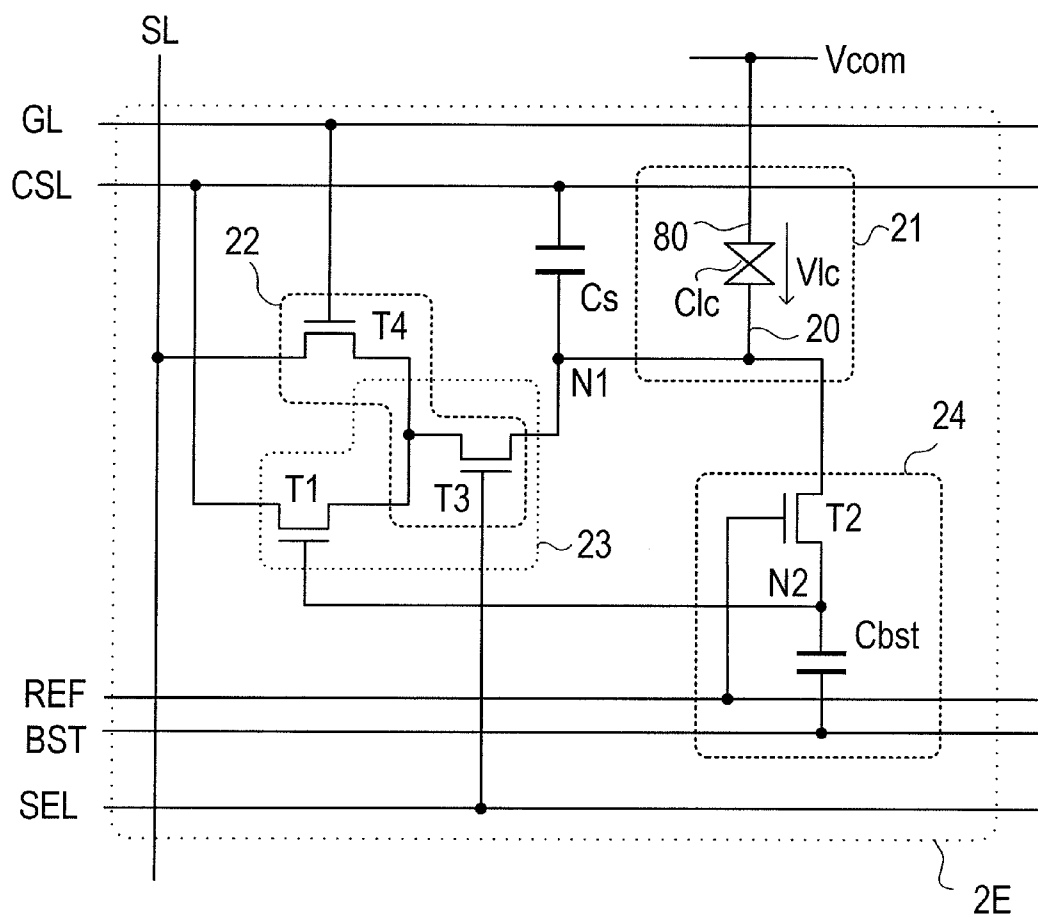 SL
Vcom
GL
CSL
80
21
22
Vlc
Clc
Cs
T4
20
N1
24
T1
T3
T2
23
N2
Cbst
REF
BST
SEL
2E